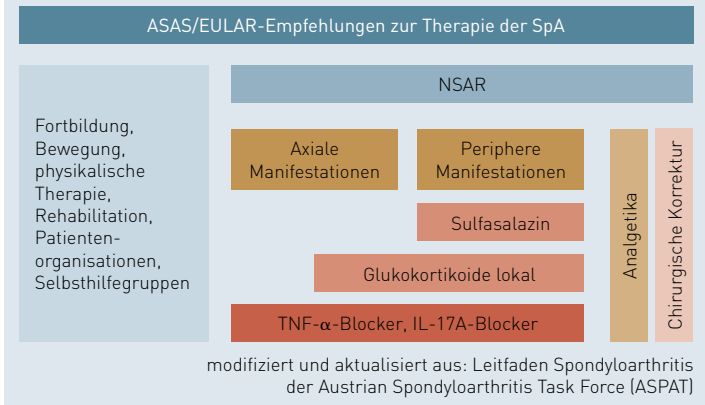 ASAS/EULAR-Empfehlungen zur Therapie der SpA
Fortbildung,
Bewegung,
physikalische
Therapie,
Rehabilitation,
Patienten-
organisationen,
Selbsthilfegruppen
NSAR
Axiale
Manifestationen
Periphere
Manifestationen
Sulfasalazin
Glukokortikoide lokal
TNF-α-Blocker, IL-17A-Blocker
Analgetika
Chirurgische Korrektur
modifiziert und aktualisiert aus: Leitfaden Spondyloarthritis
der Austrian Spondyloarthritis Task Force (ASPAT)